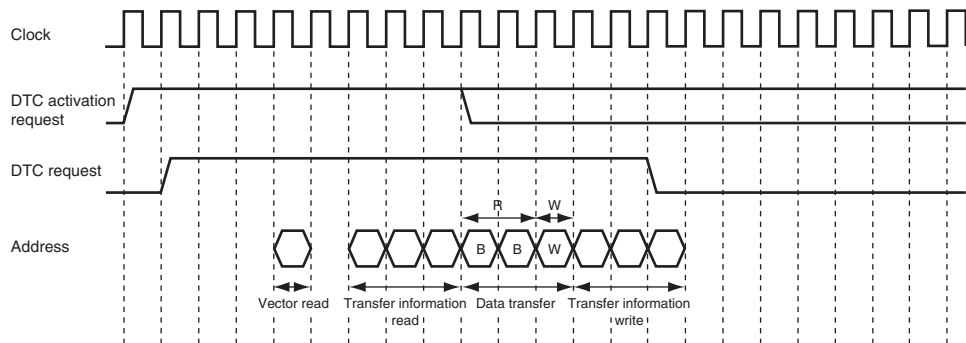 Clock
DTC activation
request
DTC request
R W
Address
B B W
Vector read Transfer information Data transfer Transfer information
read write